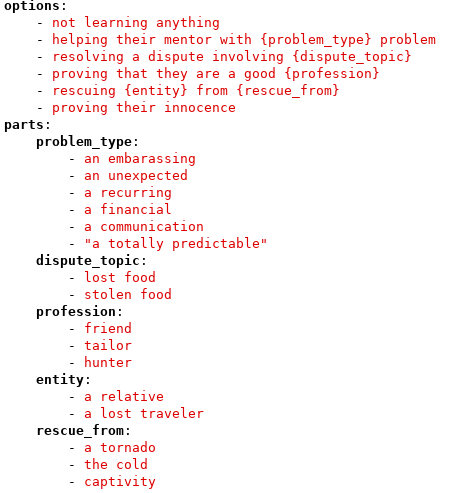 options:
    - not learning anything
    - helping their mentor with {problem_type} problem
    - resolving a dispute involving {dispute_topic}
    - proving that they are a good {profession}
    - rescuing {entity} from {rescue_from}
    - proving their innocence
parts:
    problem_type:
        - an embarassing
        - an unexpected
        - a recurring
        - a financial
        - a communication
        - "a totally predictable"
    dispute_topic:
        - lost food
        - stolen food
    profession:
        - friend
        - tailor
        - hunter
    entity:
        - a relative
        - a lost traveler
    rescue_from:
        - a tornado
        - the cold
        - captivity